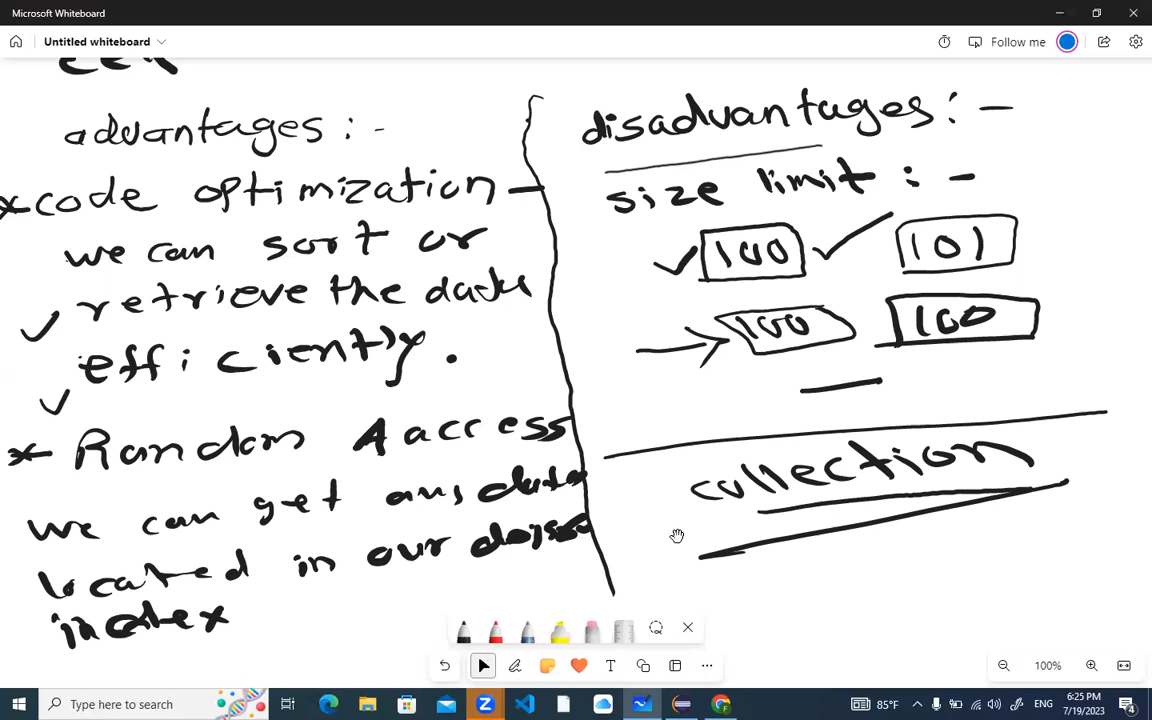 Microsoft Whiteboard
Untitled whiteboard
Follow me
advantages : -
* code optimization -
we can sort or
retrieve the data
efficiently .
* Random Aaccess
we can get any data
located in our
index
disadvantages : -
size limit : -
100 101
100 100
collection
100%
Type here to search
85°F
ENG
6:25 PM
7/19/2023
4